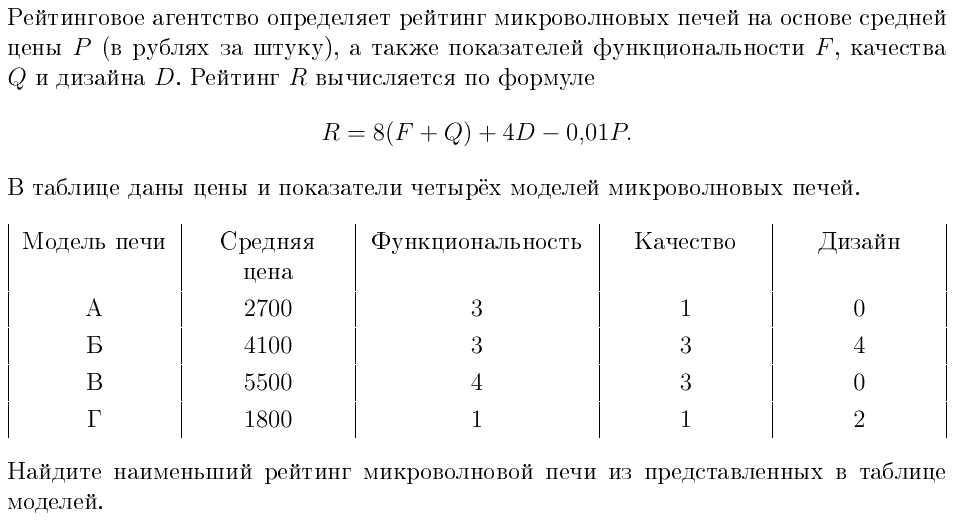 Рейтинговое агентство определяет рейтинг микроволновых печей на основе средней
цены P (в рублях за штуку), а также показателей функциональности F, качества
Q и дизайна D. Рейтинг R вычисляется по формуле
R = 8(F + Q) + 4D − 0,01P.
В таблице даны цены и показатели четырёх моделей микроволновых печей.
Модель печи Средняя Функциональность Качество Дизайн
цена
А 2700 3 1 0
Б 4100 3 3 4
В 5500 4 3 0
Г 1800 1 1 2
Найдите наименьший рейтинг микроволновой печи из представленных в таблице
моделей.